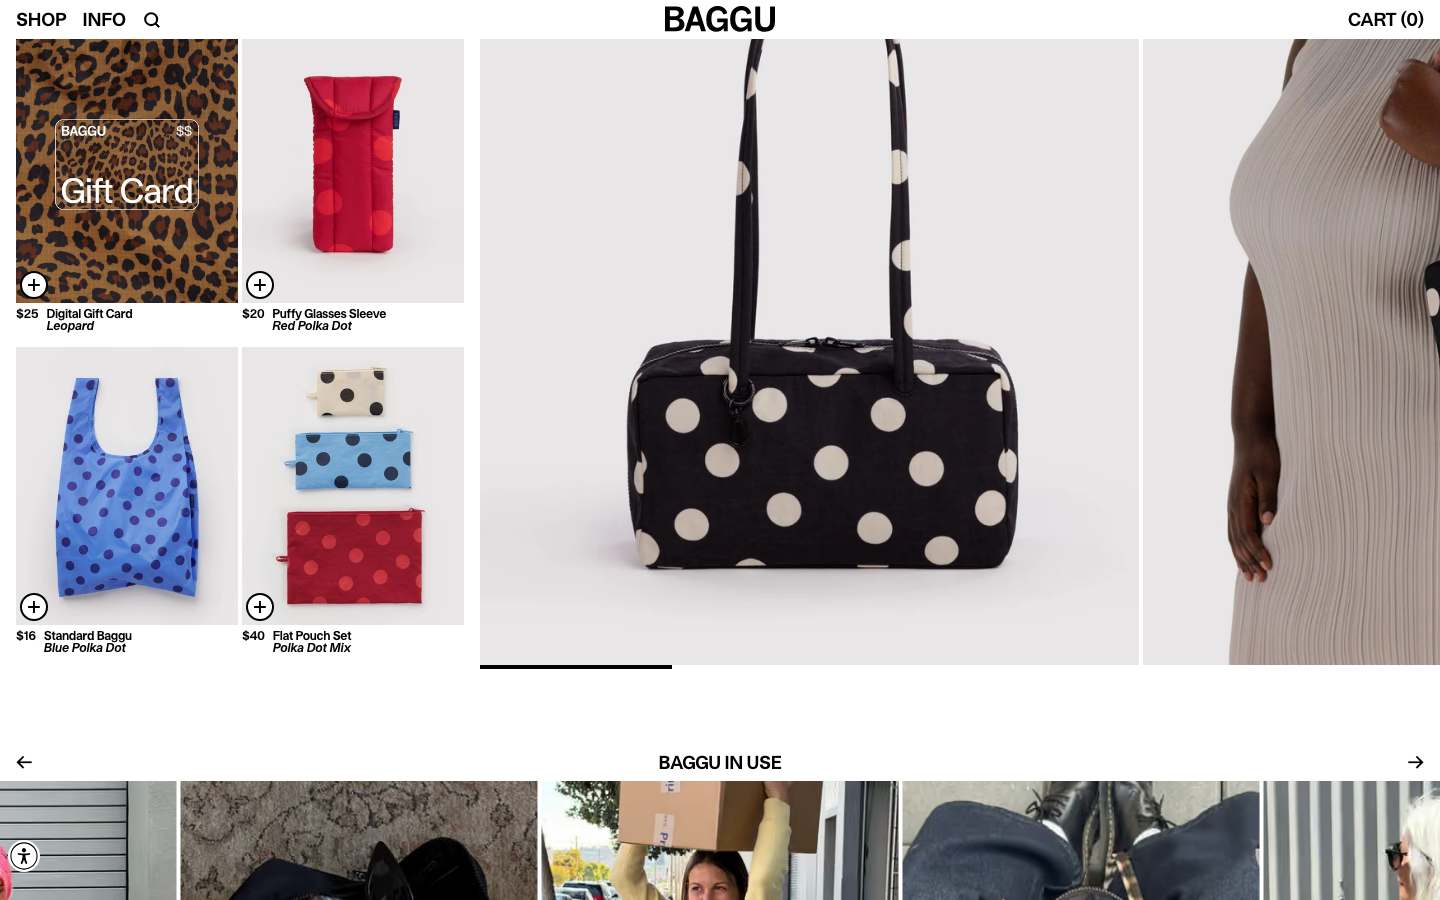 SHOP INFO
BAGGU
CART (0)
BAGGU $$
Gift Card
$25 Digital Gift Card
Leopard
$20 Puffy Glasses Sleeve
Red Polka Dot
$16 Standard Baggu
Blue Polka Dot
$40 Flat Pouch Set
Polka Dot Mix
BAGGU IN USE